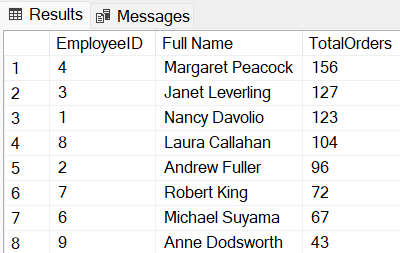 Results Messages
EmployeeID Full Name TotalOrders
1 4 Margaret Peacock 156
2 3 Janet Leverling 127
3 1 Nancy Davolio 123
4 8 Laura Callahan 104
5 2 Andrew Fuller 96
6 7 Robert King 72
7 6 Michael Suyama 67
8 9 Anne Dodsworth 43